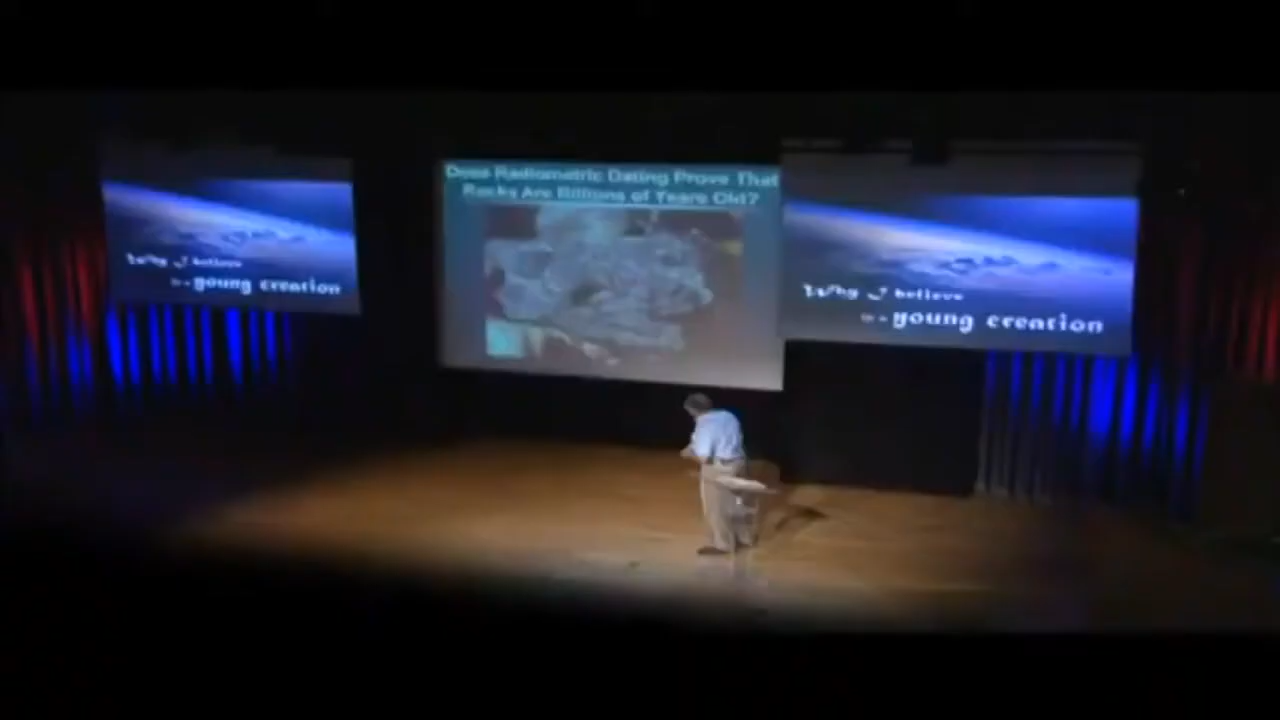 Does Radiometric Dating Prove That
Rocks Are Billions of Years Old?
Why I believe
in a young creation
Why I believe
in a young creation